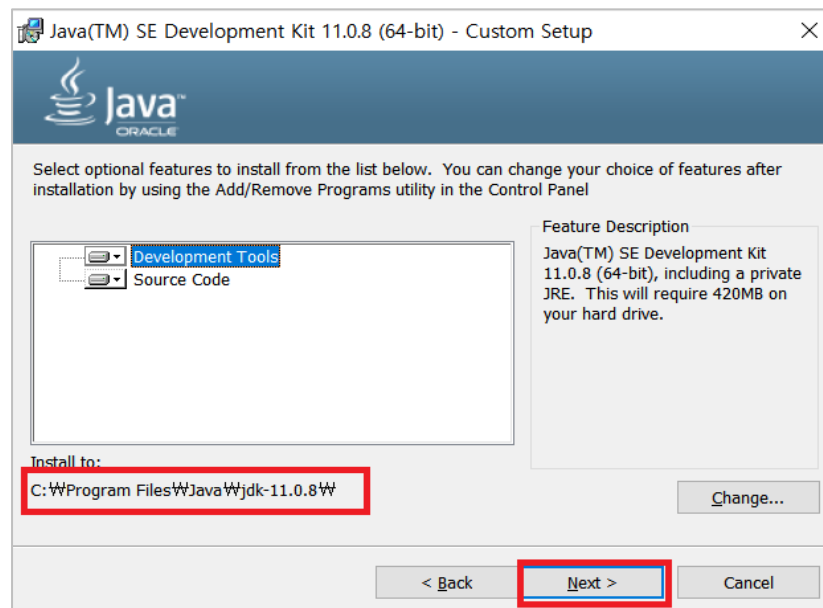 Java(TM) SE Development Kit 11.0.8 (64-bit) - Custom Setup
Java™
ORACLE
Select optional features to install from the list below.  You can change your choice of features after
installation by using the Add/Remove Programs utility in the Control Panel
Development Tools
Source Code
Feature Description
Java(TM) SE Development Kit
11.0.8 (64-bit), including a private
JRE.  This will require 420MB on
your hard drive.
Install to:
C:₩Program Files₩Java₩jdk-11.0.8₩
Change...
< Back
Next >
Cancel